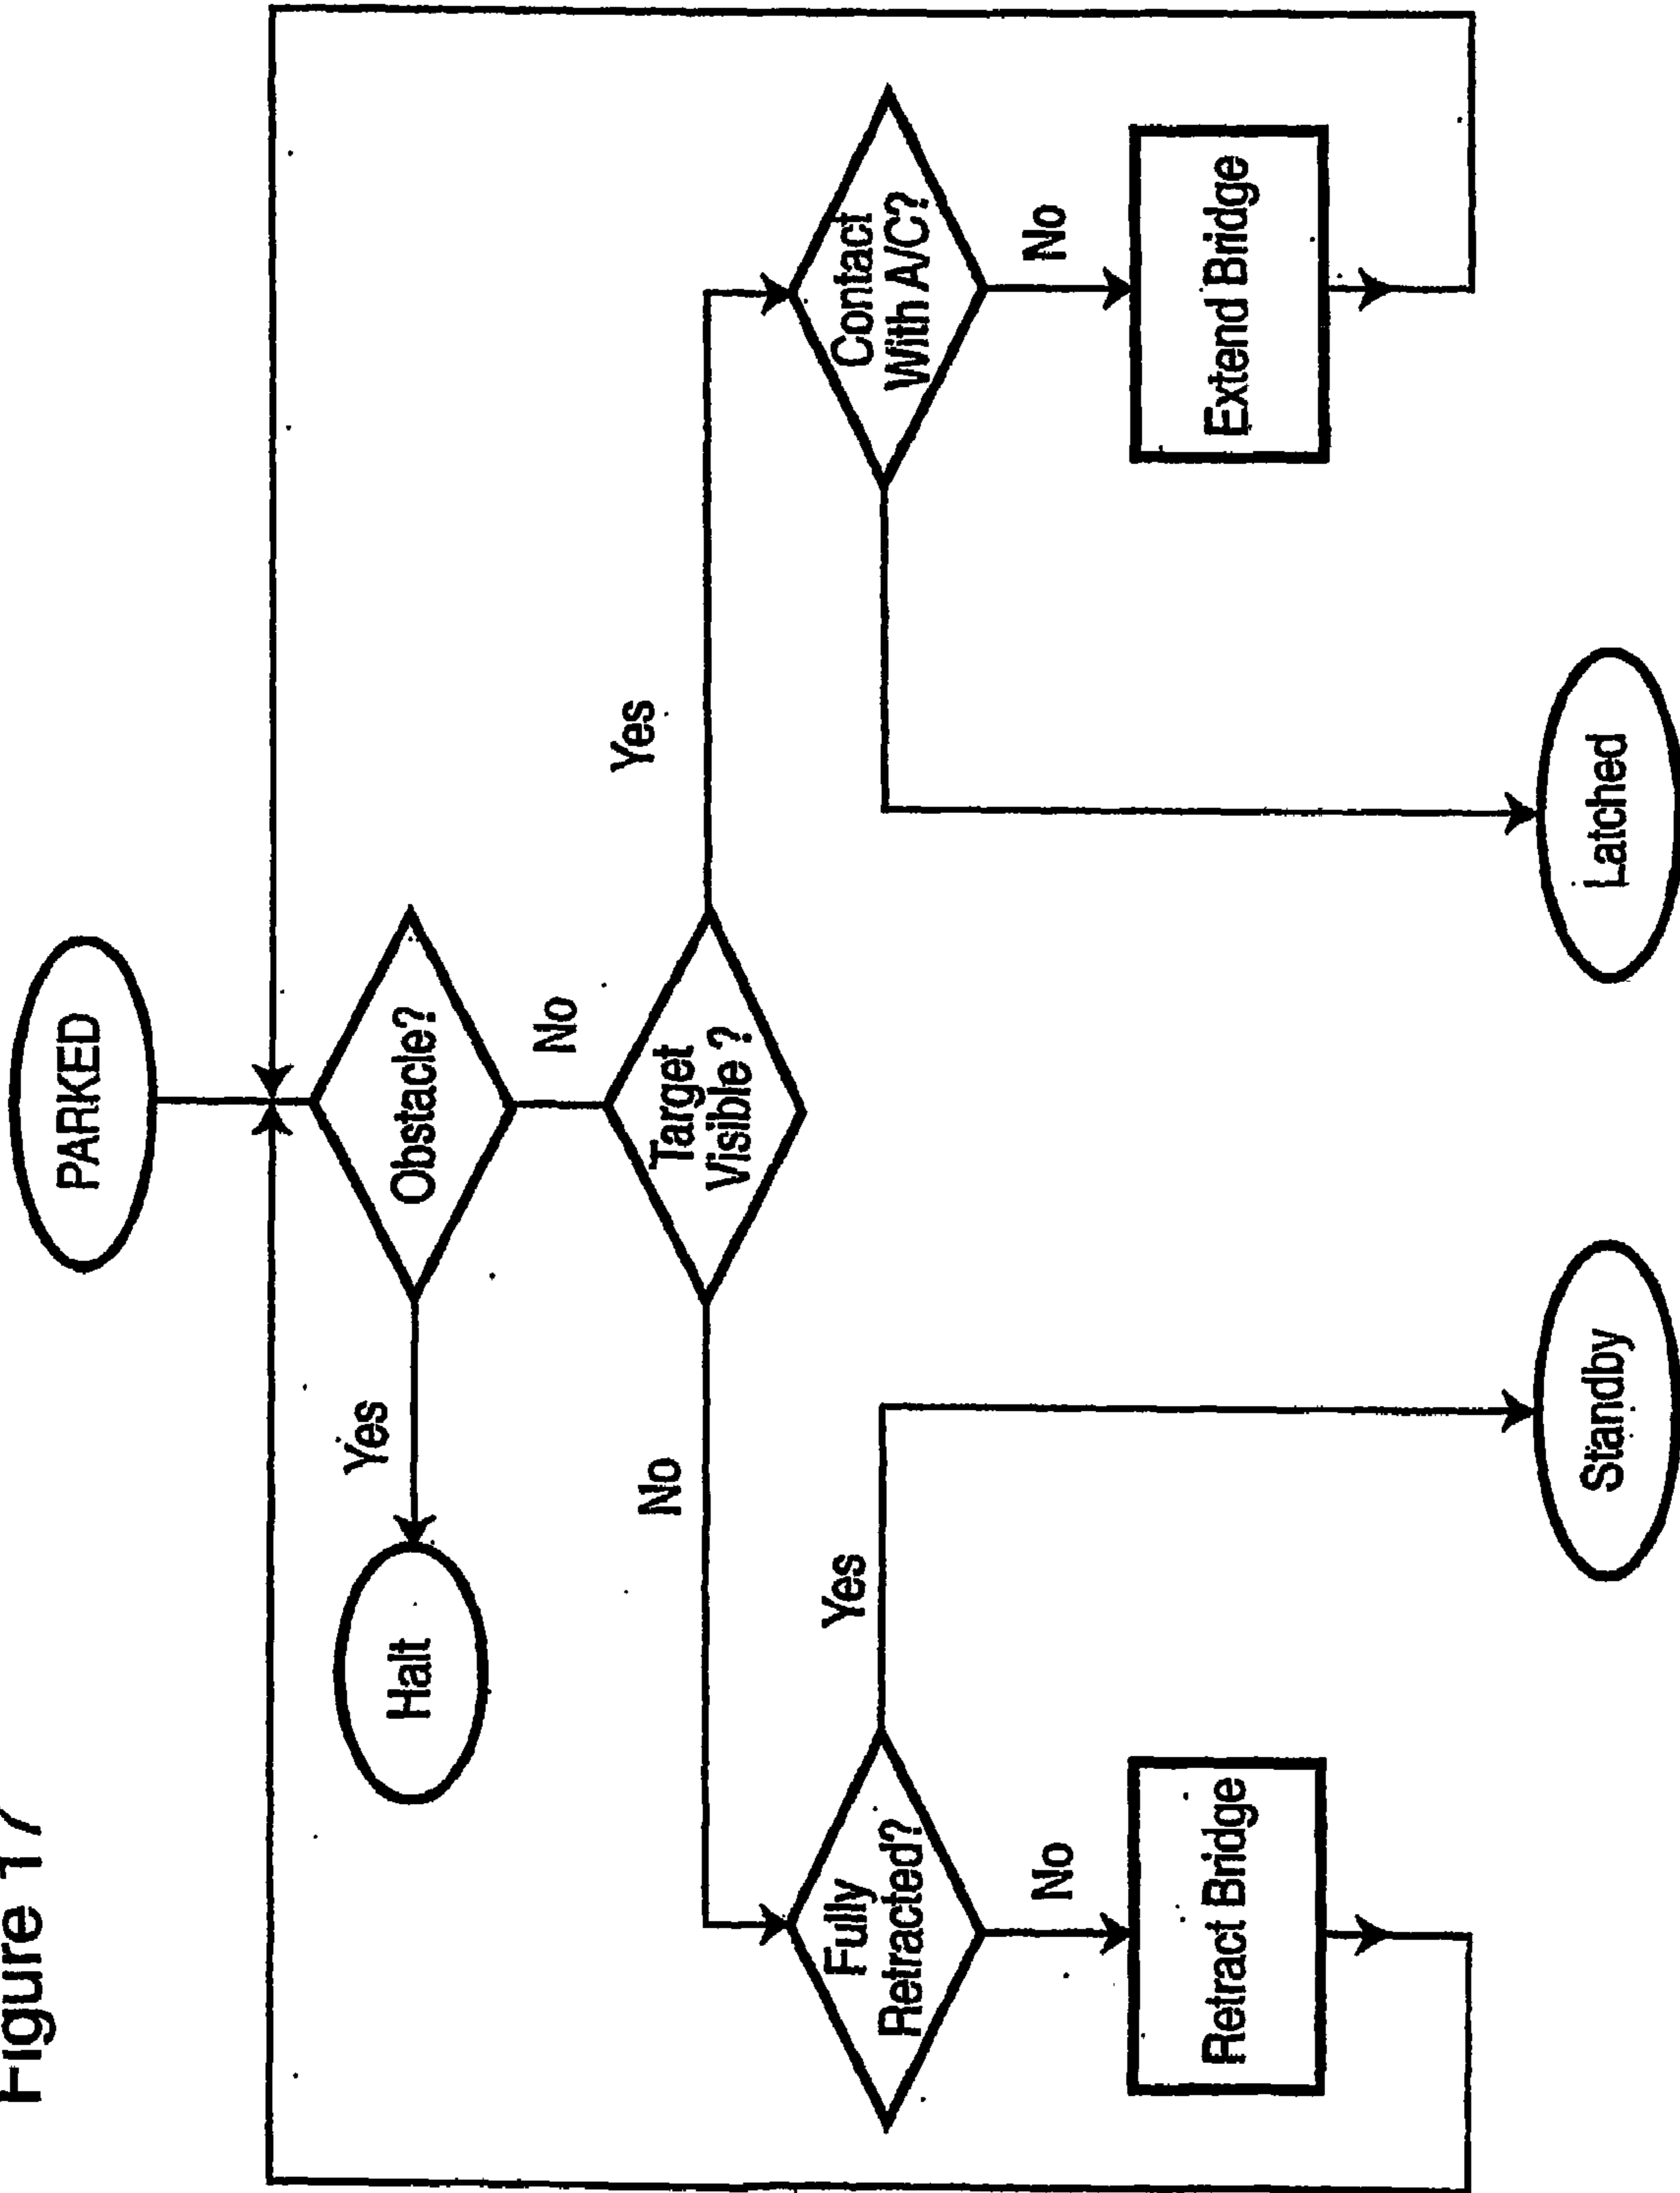 Figure 17
PARKED
Obstacle?
Yes
Halt
No
Target
Visible ?
No
Yes
Fully
Retracted?
Yes
Contact
With A/C?
No
No
Retract Bridge
Extend Bridge
Standby
Latched